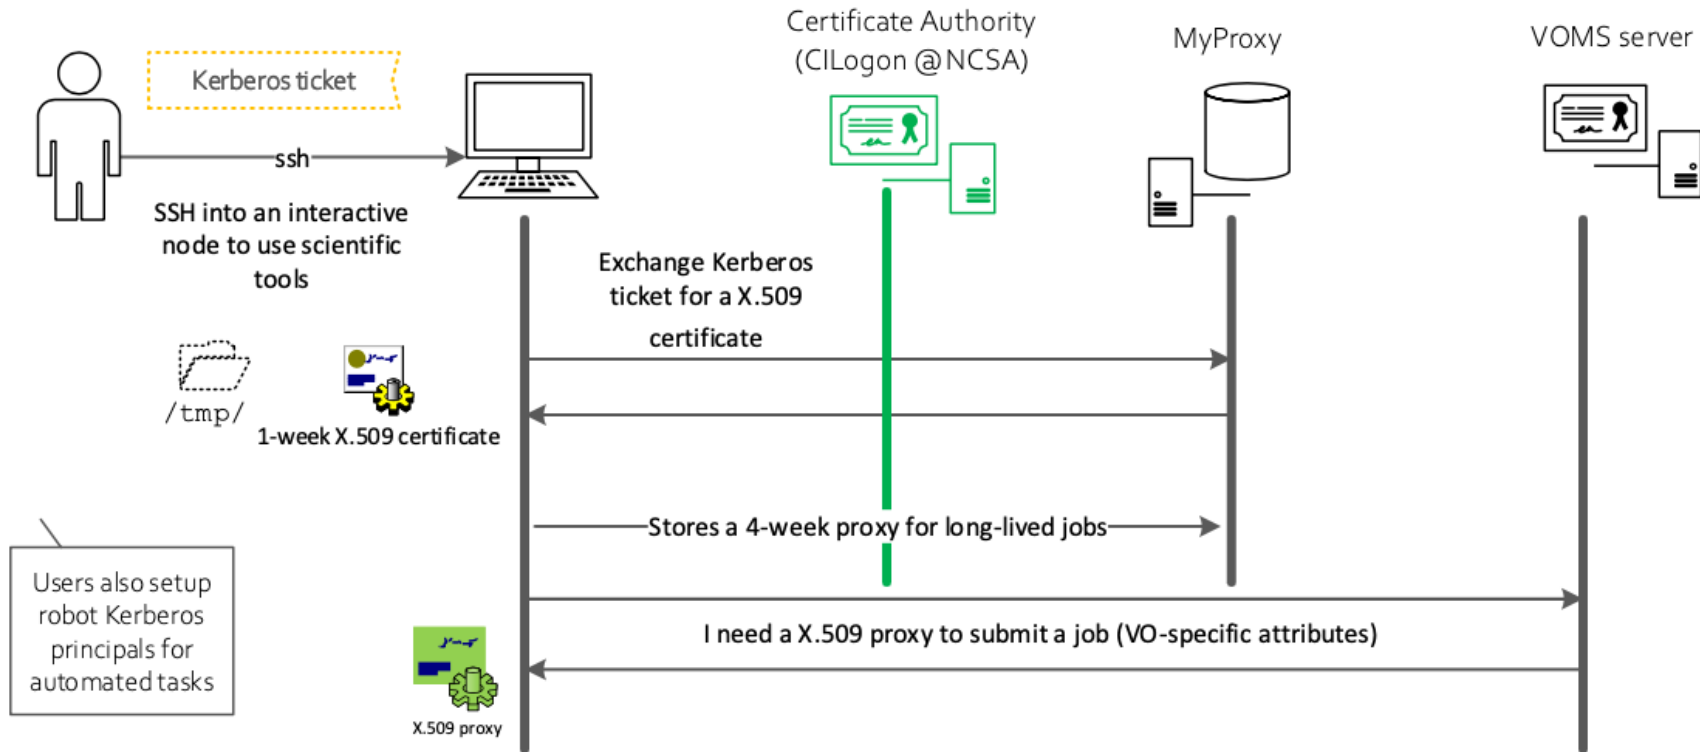 Certificate Authority
(CILogon @NCSA)
MyProxy
VOMS server
Kerberos ticket
ssh
SSH into an interactive
node to use scientific
tools
Exchange Kerberos
ticket for a X.509
certificate
/tmp/
1-week X.509 certificate
Stores a 4-week proxy for long-lived jobs
Users also setup
robot Kerberos
principals for
automated tasks
I need a X.509 proxy to submit a job (VO-specific attributes)
X.509 proxy